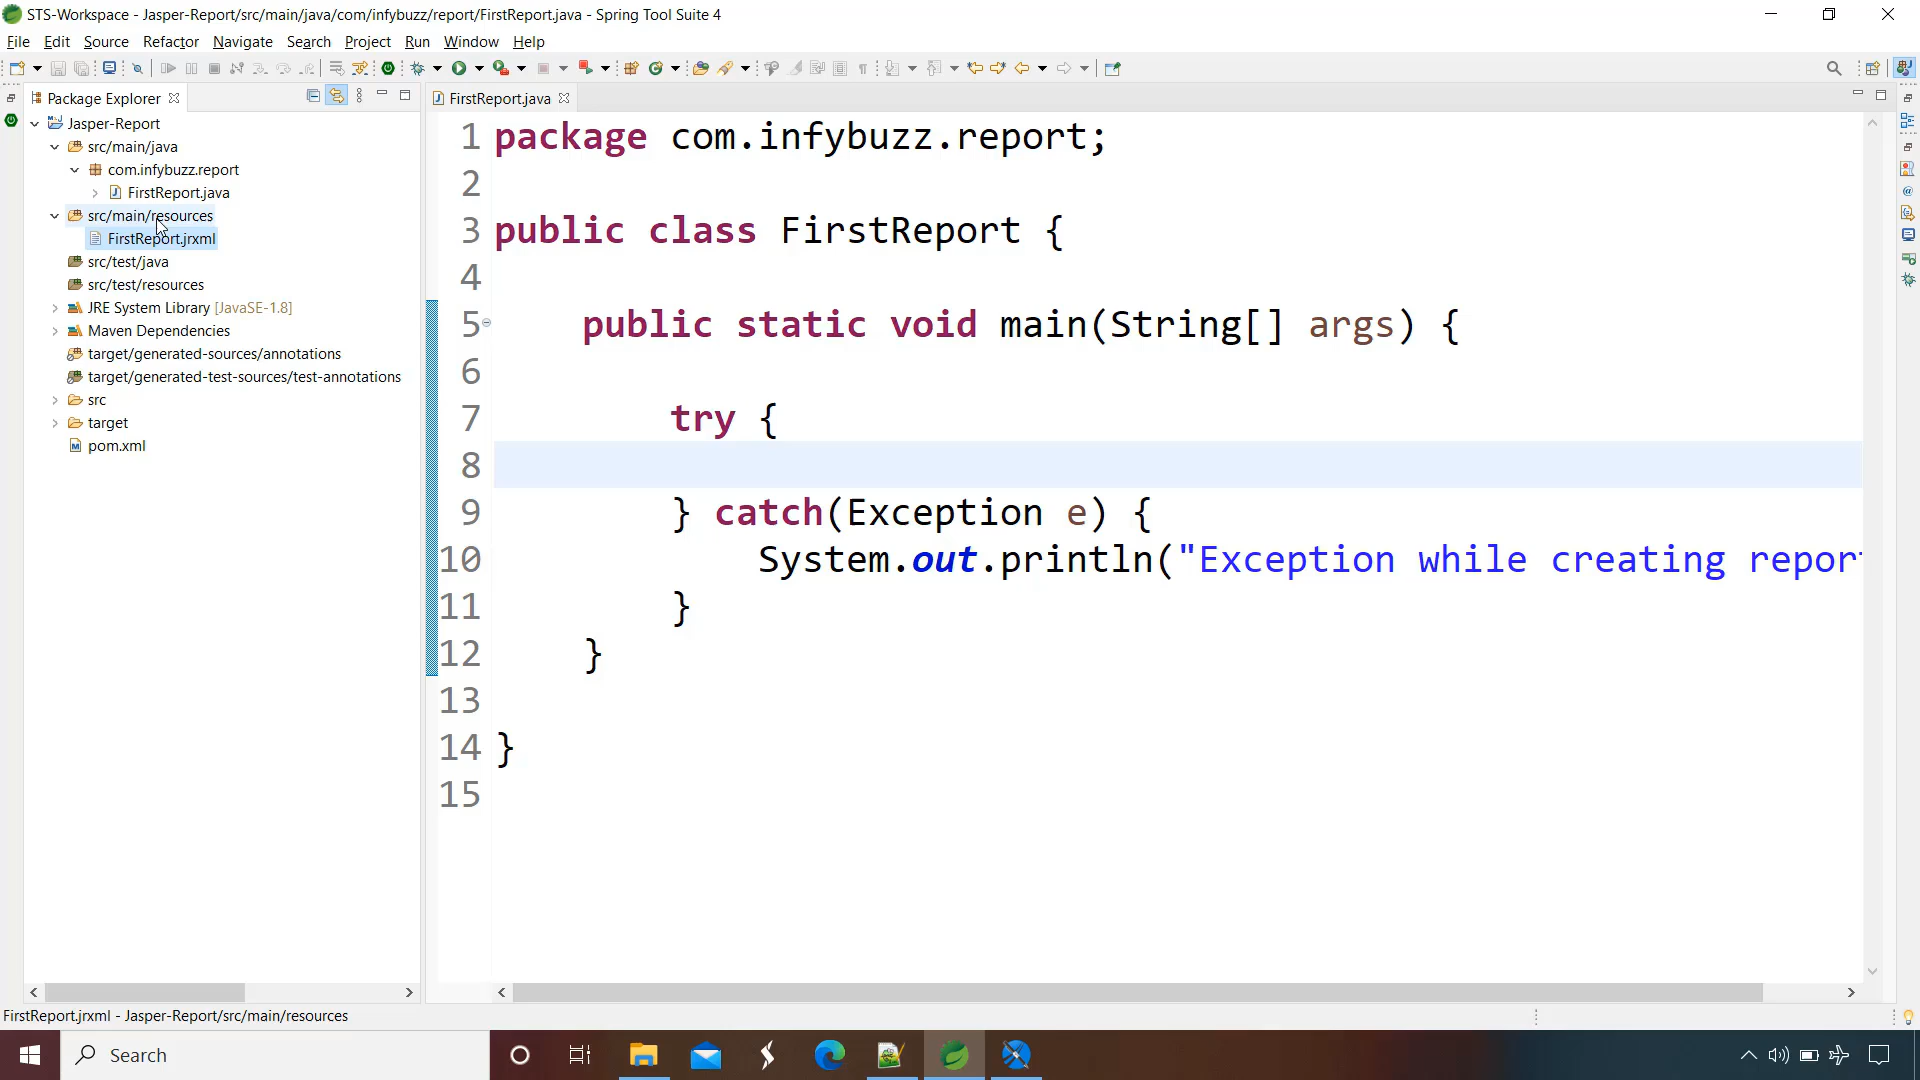 STS-Workspace - Jasper-Report/src/main/java/com/infybuzz/report/FirstReport.java - Spring Tool Suite 4
File Edit Source Refactor Navigate Search Project Run Window Help
Package Explorer
Jasper-Report
src/main/java
com.infybuzz.report
FirstReport.java
src/main/resources
FirstReport.jrxml
src/test/java
src/test/resources
JRE System Library [JavaSE-1.8]
Maven Dependencies
target/generated-sources/annotations
target/generated-test-sources/test-annotations
src
target
pom.xml
FirstReport.java
1 package com.infybuzz.report;
2
3 public class FirstReport {
4
5 public static void main(String[] args) {
6
7 try {
8
9 } catch(Exception e) {
10 System.out.println("Exception while creating repor
11 }
12 }
13
14 }
15
FirstReport.jrxml - Jasper-Report/src/main/resources
Search